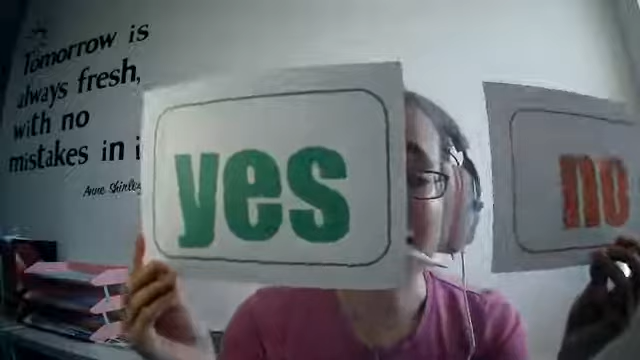 Tomorrow is
always fresh,
with no
mistakes in
Anne Shirley
yes
no